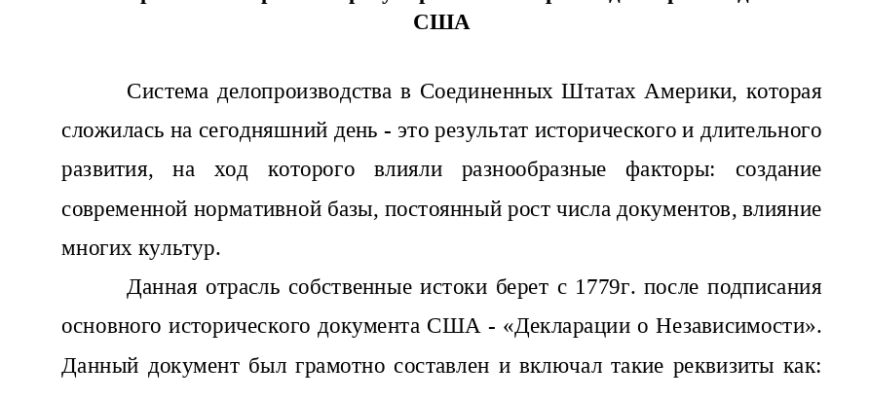 США
Система делопроизводства в Соединенных Штатах Америки, которая
сложилась на сегодняшний день - это результат исторического и длительного
развития, на ход которого влияли разнообразные факторы: создание
современной нормативной базы, постоянный рост числа документов, влияние
многих культур.
Данная отрасль собственные истоки берет с 1779г. после подписания
основного исторического документа США - «Декларации о Независимости».
Данный документ был грамотно составлен и включал такие реквизиты как: